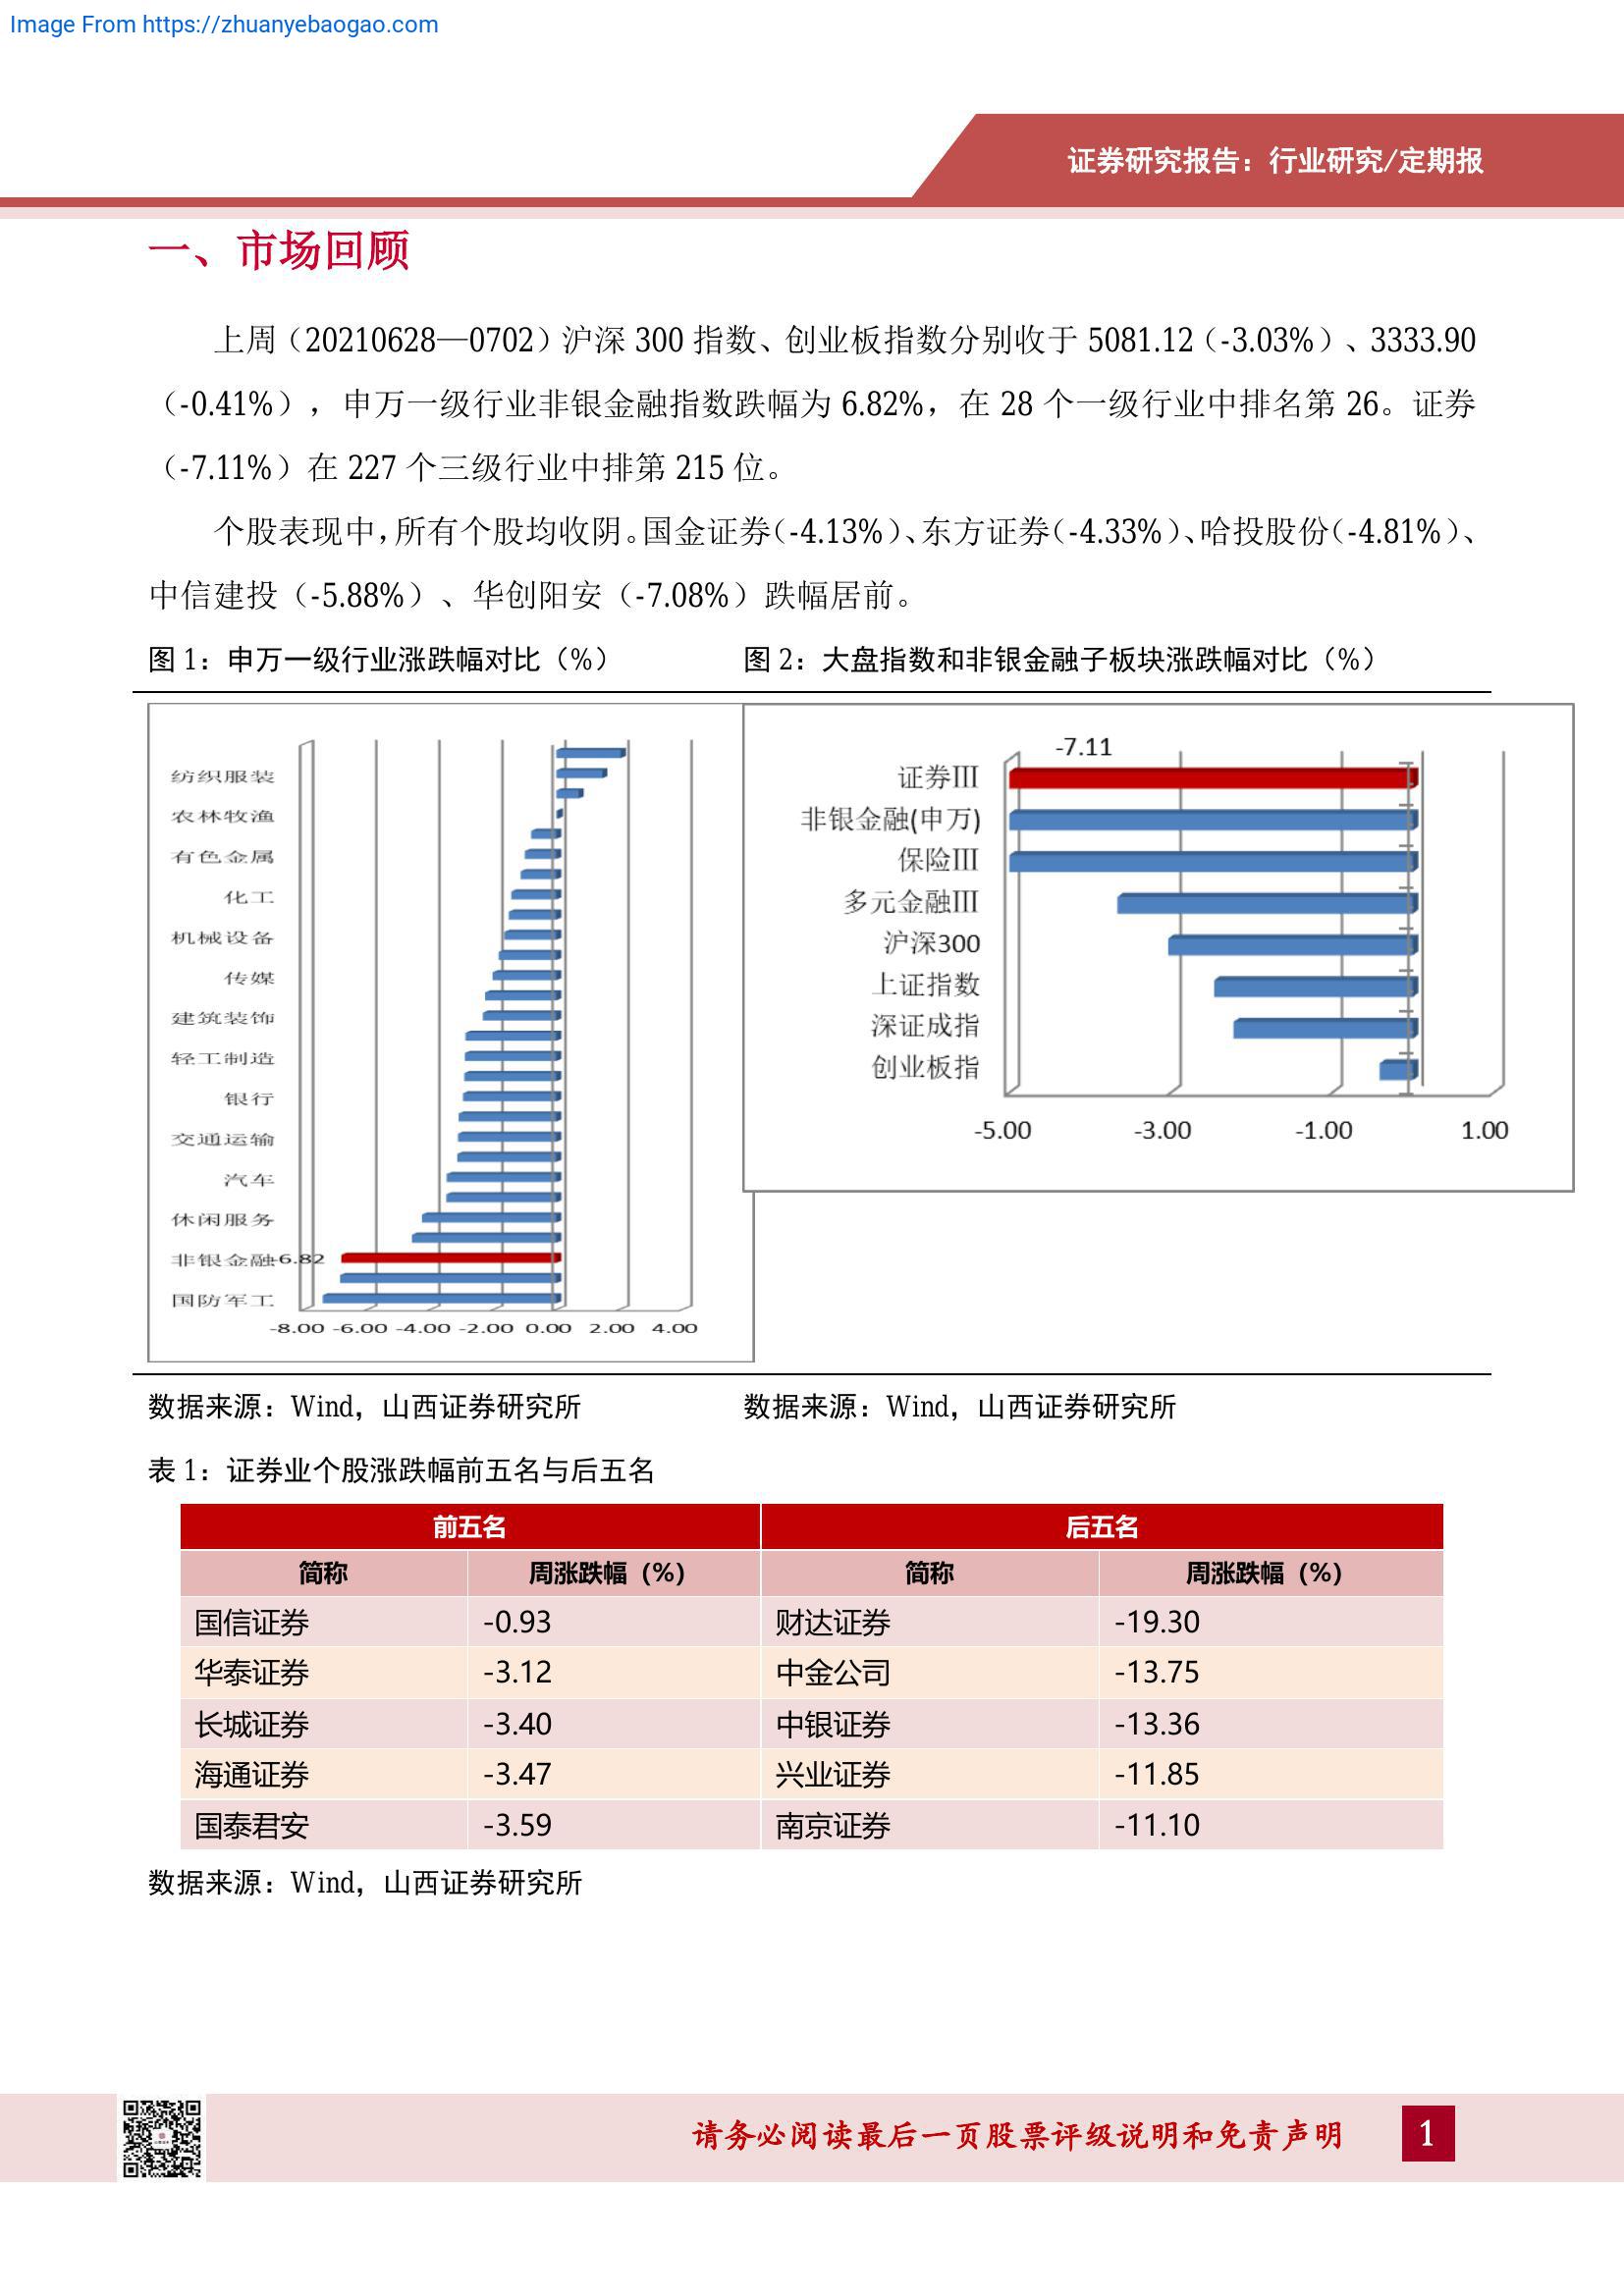 Image From https://zhuanyebaogao.com
证券研究报告：行业研究/定期报
一、市场回顾
上周（20210628—0702）沪深 300 指数、创业板指数分别收于 5081.12（-3.03%）、3333.90
（-0.41%），申万一级行业非银金融指数跌幅为 6.82%，在 28 个一级行业中排名第 26。证券
（-7.11%）在 227 个三级行业中排第 215 位。
个股表现中，所有个股均收阴。国金证券（-4.13%）、东方证券（-4.33%）、哈投股份（-4.81%）、
中信建投（-5.88%）、华创阳安（-7.08%）跌幅居前。
图 1：申万一级行业涨跌幅对比（%）
纺织服装
农林牧渔
有色金属
化工
机械设备
传媒
建筑装饰
轻工制造
银行
交通运输
汽车
休闲服务
非银金融 -6.82
国防军工
-8.00 -6.00 -4.00 -2.00 0.00 2.00 4.00
数据来源：Wind，山西证券研究所
图 2：大盘指数和非银金融子板块涨跌幅对比（%）
-7.11
证券III
非银金融(申万)
保险III
多元金融III
沪深300
上证指数
深证成指
创业板指
-5.00 -3.00 -1.00 1.00
数据来源：Wind，山西证券研究所
表 1：证券业个股涨跌幅前五名与后五名
前五名 后五名
简称 周涨跌幅（%） 简称 周涨跌幅（%）
国信证券 -0.93 财达证券 -19.30
华泰证券 -3.12 中金公司 -13.75
长城证券 -3.40 中银证券 -13.36
海通证券 -3.47 兴业证券 -11.85
国泰君安 -3.59 南京证券 -11.10
数据来源：Wind，山西证券研究所
请务必阅读最后一页股票评级说明和免责声明 1